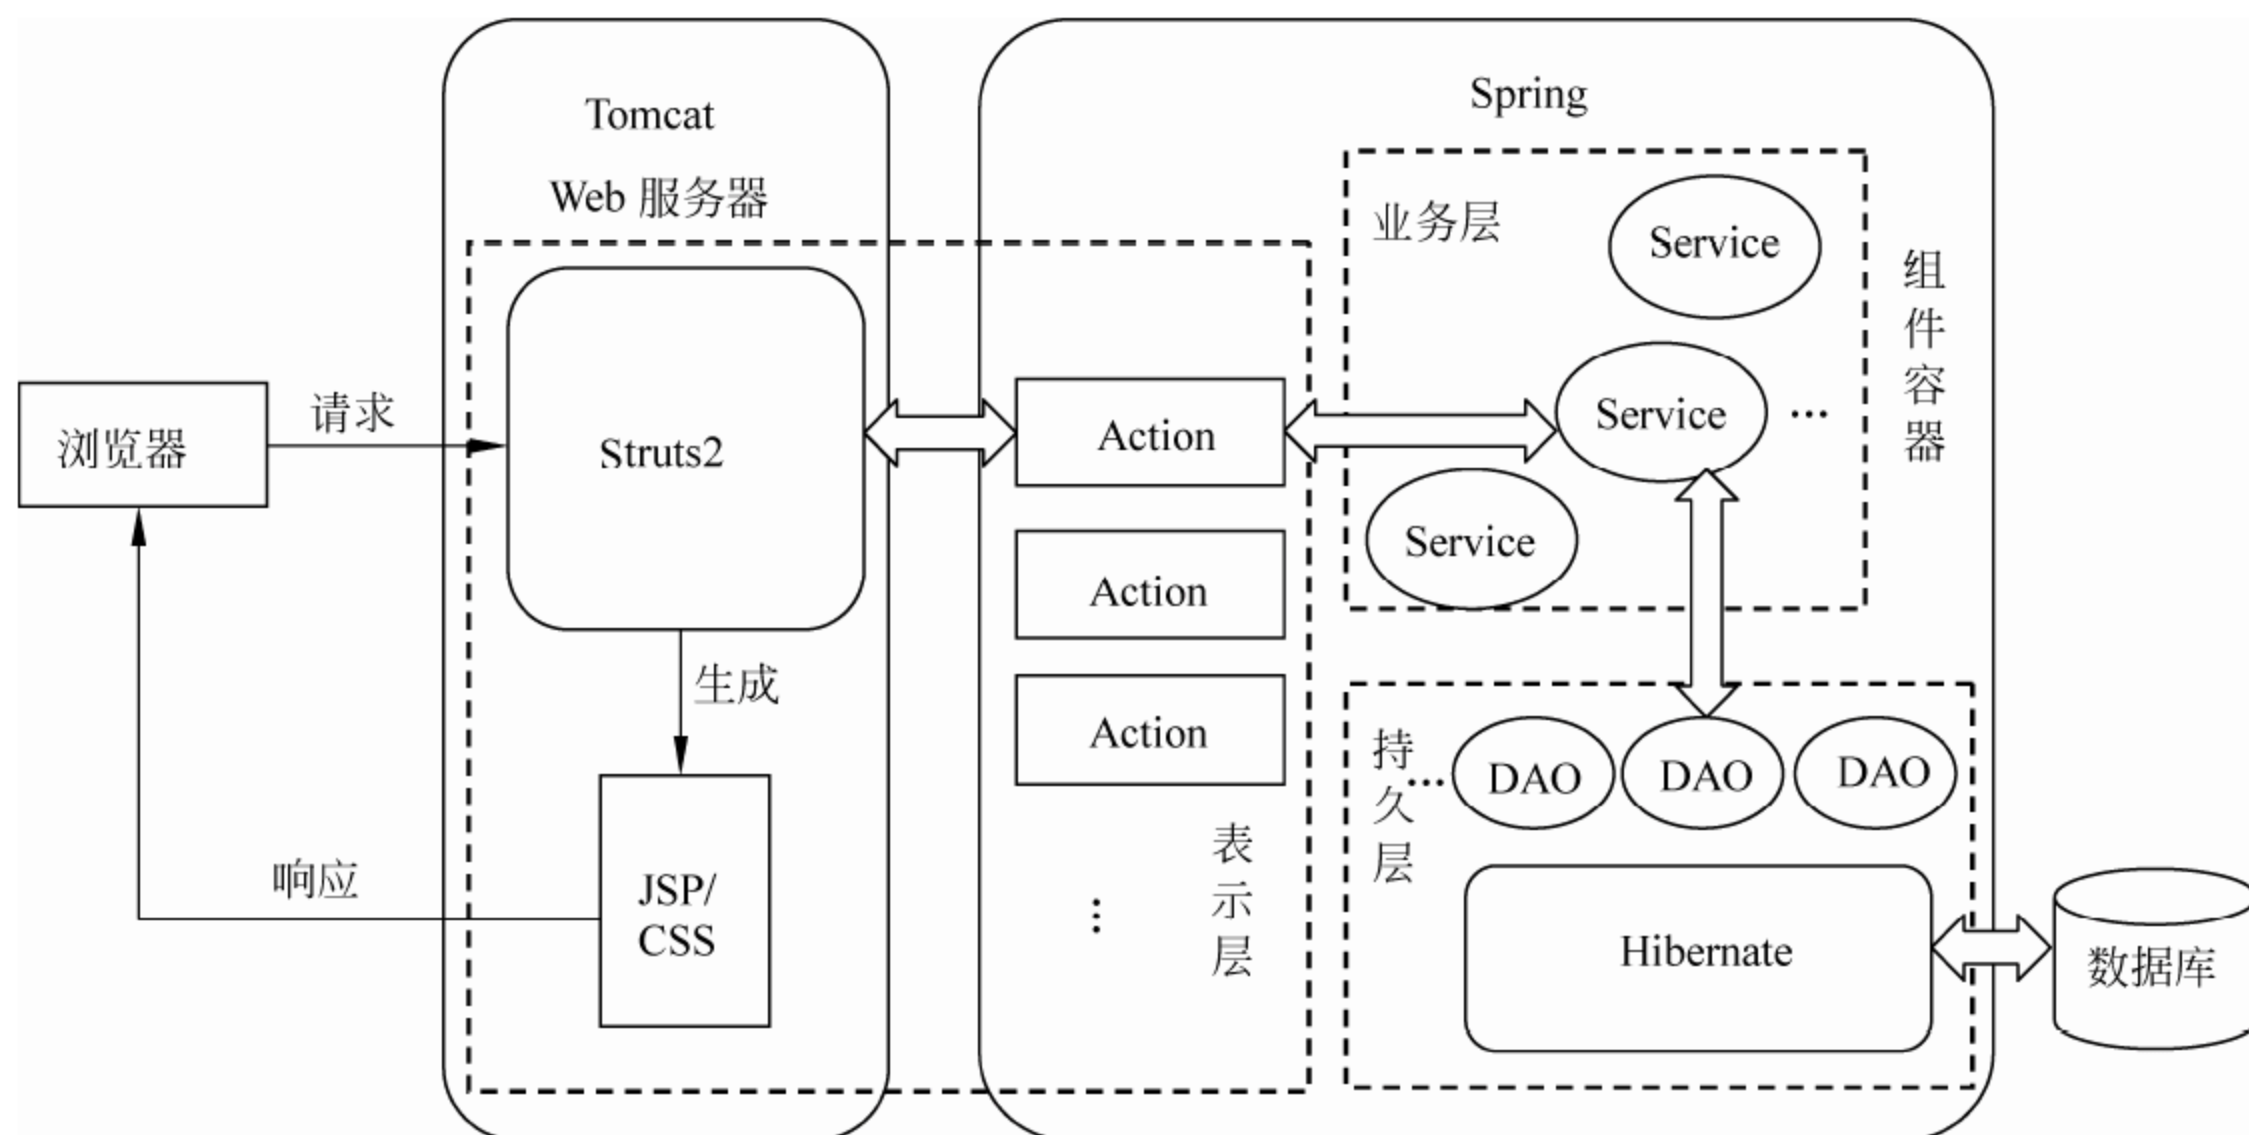 Tomcat
Web 服务器
Spring
业务层
Service
组件容器
浏览器
请求
Struts2
Action
Service
...
Service
Action
生成
Action
持久层
...
DAO
DAO
DAO
表示层
响应
JSP/
CSS
...
Hibernate
数据库